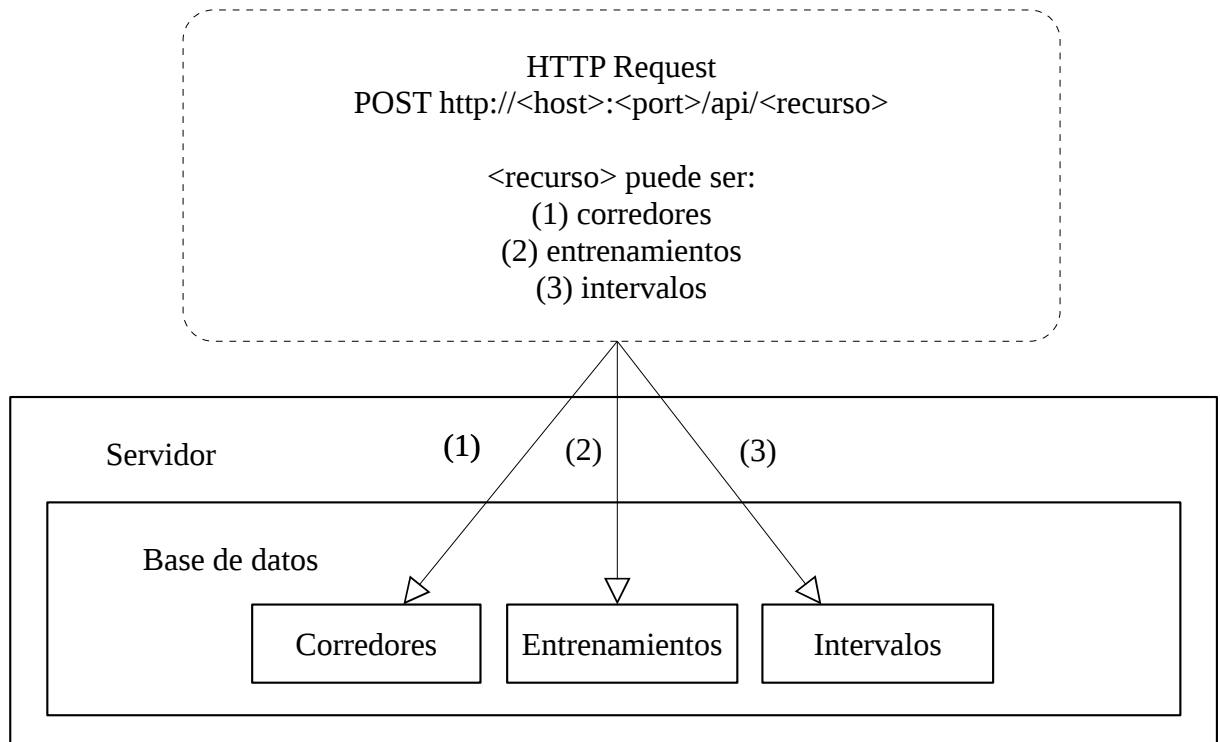 HTTP Request
POST http://<host>:<port>/api/<recurso>
<recurso> puede ser:
(1) corredores
(2) entrenamientos
(3) intervalos
Servidor
(1)
(2)
(3)
Base de datos
Corredores
Entrenamientos
Intervalos